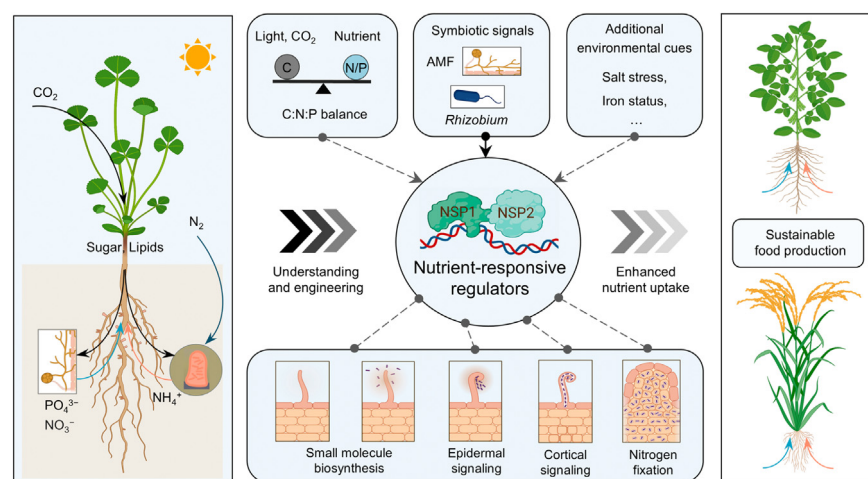 CO₂
Sugar, Lipids
N₂
PO₄³⁻
NO₃⁻
NH₄⁺
Light, CO₂
Nutrient
C
N/P
C:N:P balance
Symbiotic signals
AMF
Rhizobium
Additional
environmental cues
Salt stress,
Iron status,
...
Understanding
and engineering
NSP1
NSP2
Nutrient-responsive
regulators
Enhanced
nutrient uptake
Small molecule
biosynthesis
Epidermal
signaling
Cortical
signaling
Nitrogen
fixation
Sustainable
food production